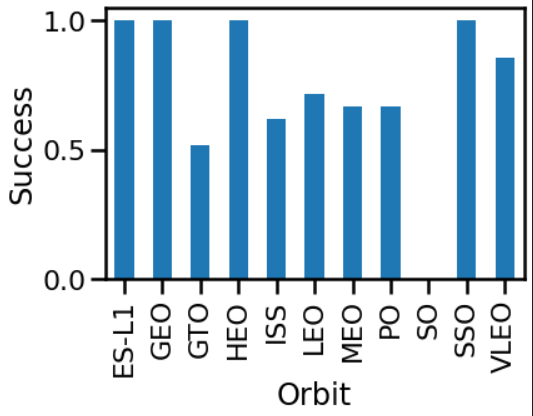 Success
1.0
0.5
0.0
ES-L1
GEO
GTO
HEO
ISS
LEO
MEO
PO
SO
SSO
VLEO
Orbit